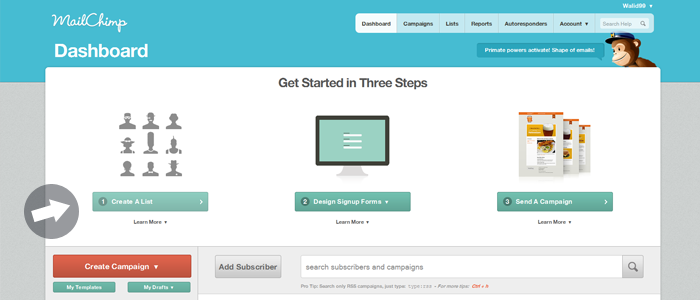 Walid99 ▾
MailChimp
Dashboard Campaigns Lists Reports Autoresponders Account ▾ Search Help
Dashboard
Primate powers activate! Shape of emails!
Get Started in Three Steps
1 Create A List
2 Design Signup Forms ▾
3 Send A Campaign
Learn More ▾ Learn More ▾ Learn More ▾
Create Campaign ▾ Add Subscriber search subscribers and campaigns
My Templates My Drafts ▾ Pro Tip: Search only RSS campaigns, just type: type:rss - For more tips: Ctrl + h